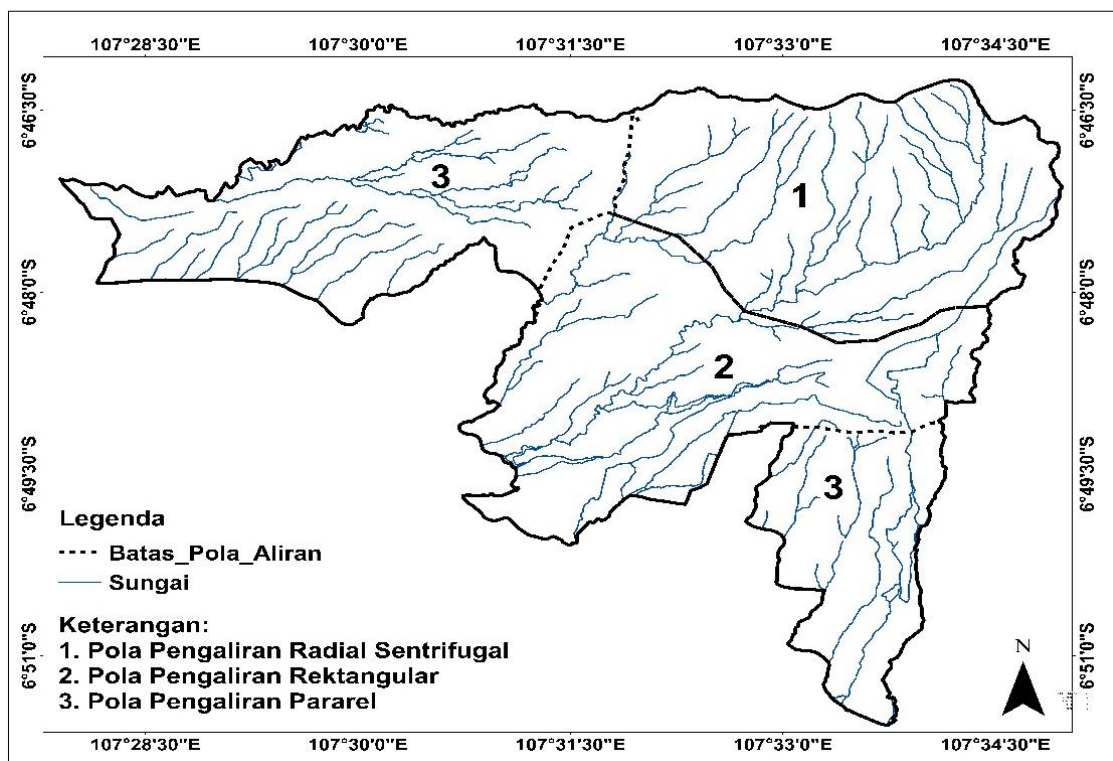 107°28'30"E 107°30'0"E 107°31'30"E 107°33'0"E 107°34'30"E
6°46'30"S
6°46'30"S
3
1
6°48'0"S
6°48'0"S
2
6°49'30"S
6°49'30"S
3
Legenda
Batas_Pola_Aliran
Sungai
Keterangan:
1. Pola Pengaliran Radial Sentrifugal
2. Pola Pengaliran Rektangular
3. Pola Pengaliran Pararel
6°51'0"S
6°51'0"S
N
107°28'30"E 107°30'0"E 107°31'30"E 107°33'0"E 107°34'30"E